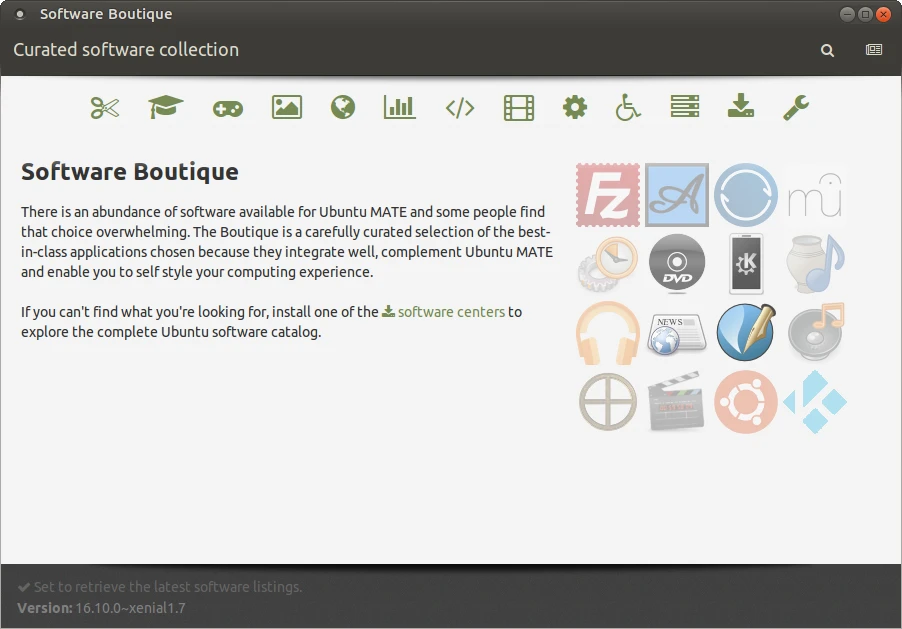 Software Boutique
Curated software collection
Software Boutique
There is an abundance of software available for Ubuntu MATE and some people find
that choice overwhelming. The Boutique is a carefully curated selection of the best-
in-class applications chosen because they integrate well, complement Ubuntu MATE
and enable you to self style your computing experience.
If you can't find what you're looking for, install one of the software centers to
explore the complete Ubuntu software catalog.
Fz
A
mu
DVD
K
NEWS
Set to retrieve the latest software listings.
Version: 16.10.0~xenial1.7